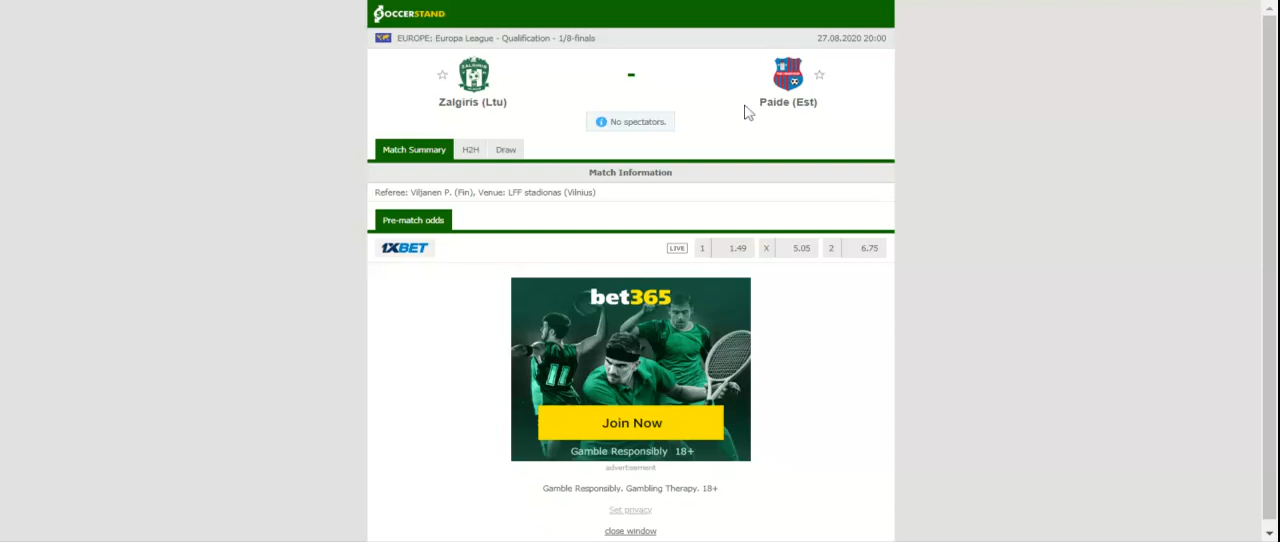 SOCCERSTAND
EUROPE: Europa League - Qualification - 1/8-finals 27.08.2020 20:00
ZALGIRIS
-
Zalgiris (Ltu) Paide (Est)
No spectators.
Match Summary H2H Draw
Match Information
Referee: Viljanen P. (Fin), Venue: LFF stadionas (Vilnius)
Pre-match odds
1XBET LIVE 1 1.49 X 5.05 2 6.75
bet365
11
Join Now
Gamble Responsibly 18+
advertisement
Gamble Responsibly. Gambling Therapy. 18+
Set privacy
close window